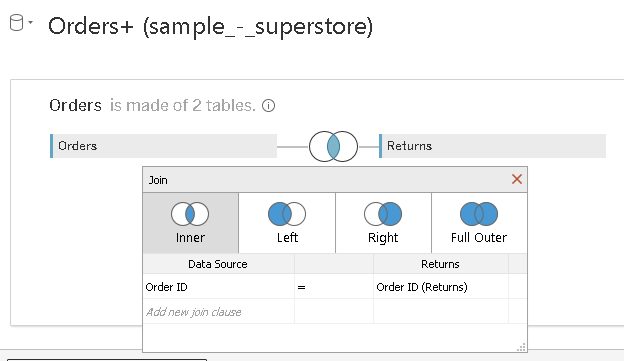 Orders+ (sample_-_superstore)
Orders is made of 2 tables.
Orders Returns
Join
Inner Left Right Full Outer
Data Source Returns
Order ID = Order ID (Returns)
Add new join clause